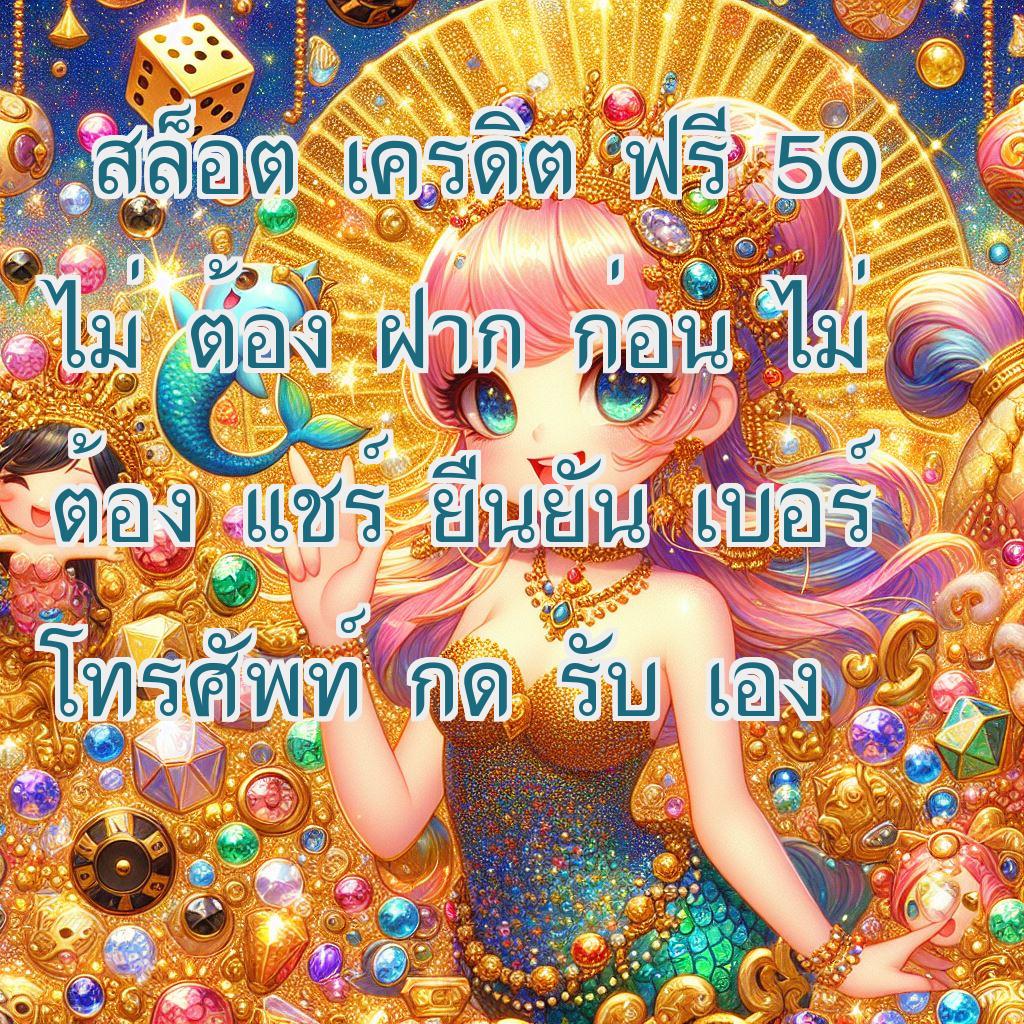 สล็อต เครดิต ฟรี 50
ไม่ ต้อง ฝาก ก่อน ไม่
ต้อง แชร์ ยืนยัน เบอร์
โทรศัพท์ กด รับ เอง